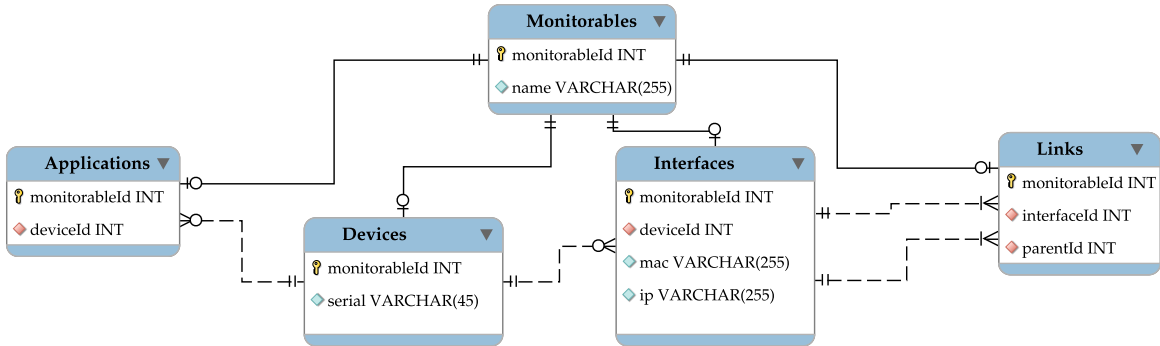 Monitorables
monitorableId INT
name VARCHAR(255)
Applications
monitorableId INT
deviceId INT
Devices
monitorableId INT
serial VARCHAR(45)
Interfaces
monitorableId INT
deviceId INT
mac VARCHAR(255)
ip VARCHAR(255)
Links
monitorableId INT
interfaceId INT
parentId INT